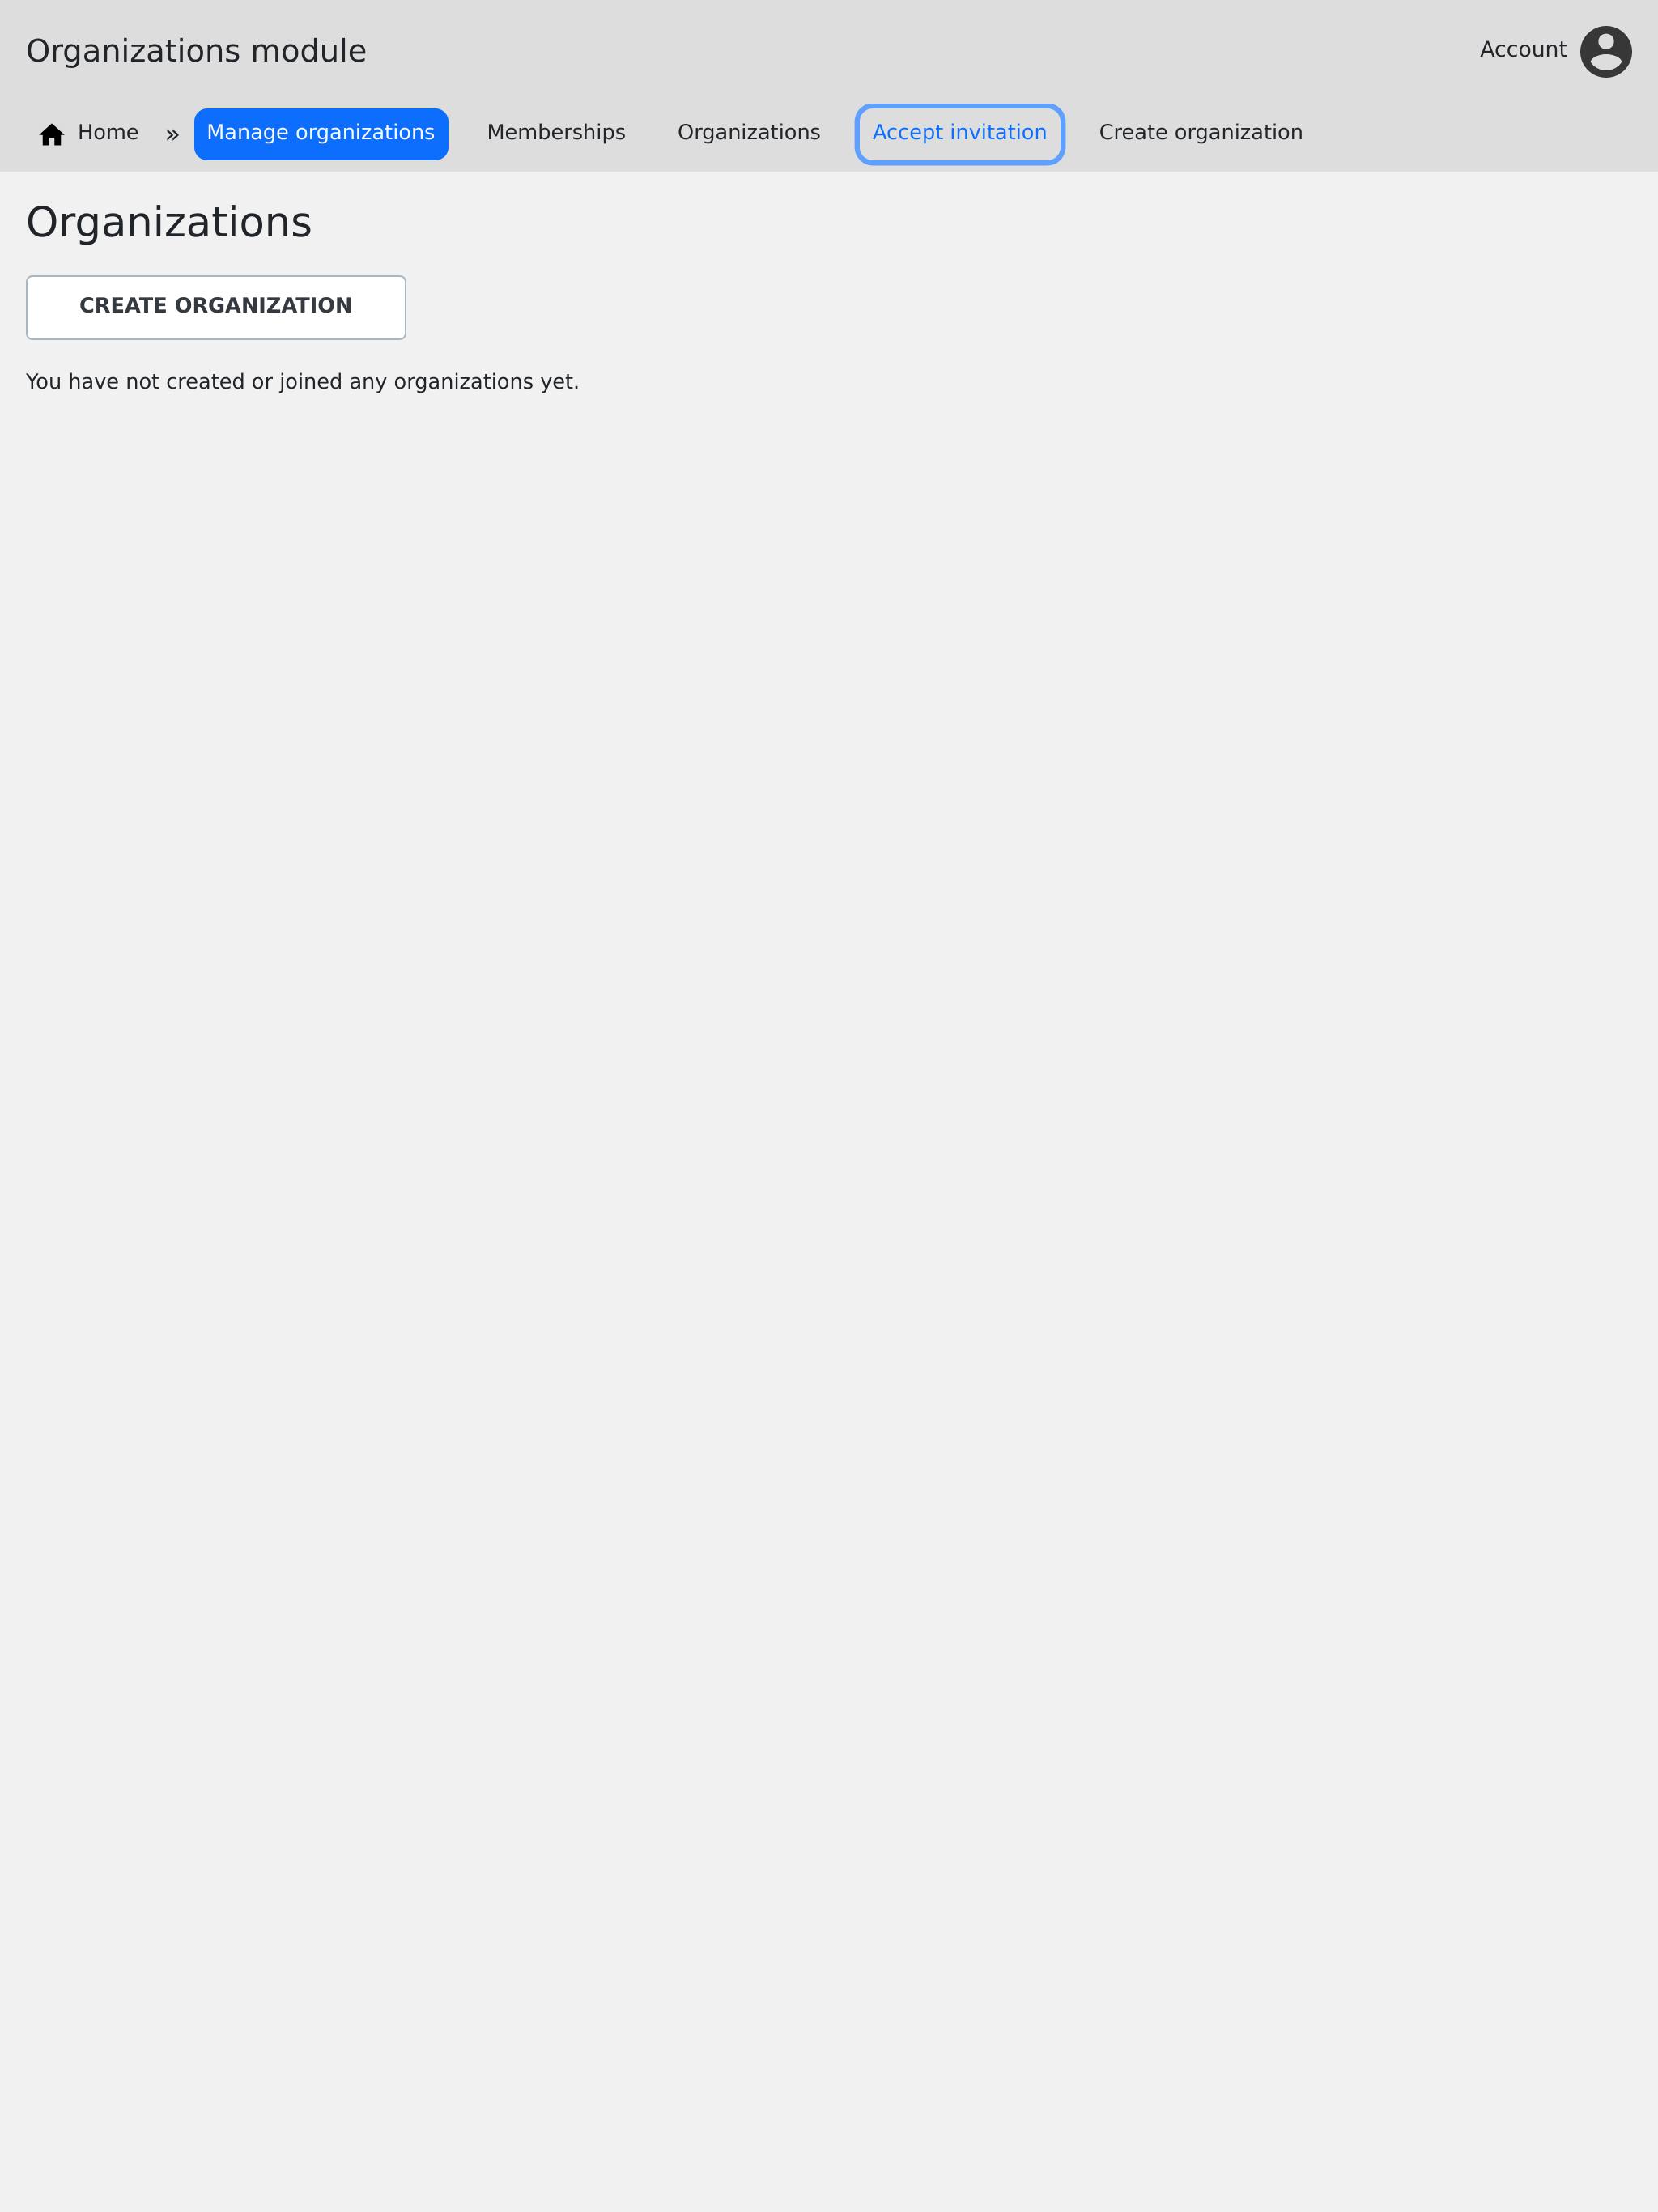 Organizations module
Account
Home » Manage organizations Memberships Organizations Accept invitation Create organization
Organizations
CREATE ORGANIZATION
You have not created or joined any organizations yet.